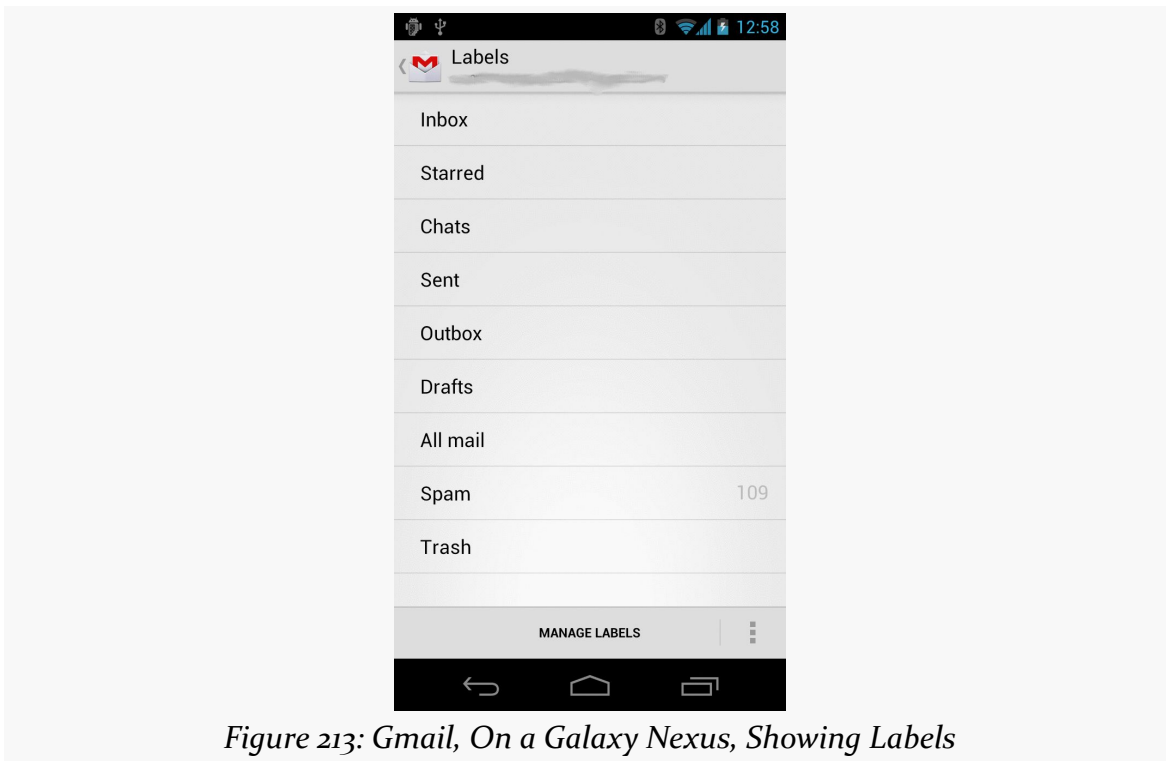 12:58
Labels
Inbox
Starred
Chats
Sent
Outbox
Drafts
All mail
Spam 109
Trash
MANAGE LABELS
Figure 213: Gmail, On a Galaxy Nexus, Showing Labels